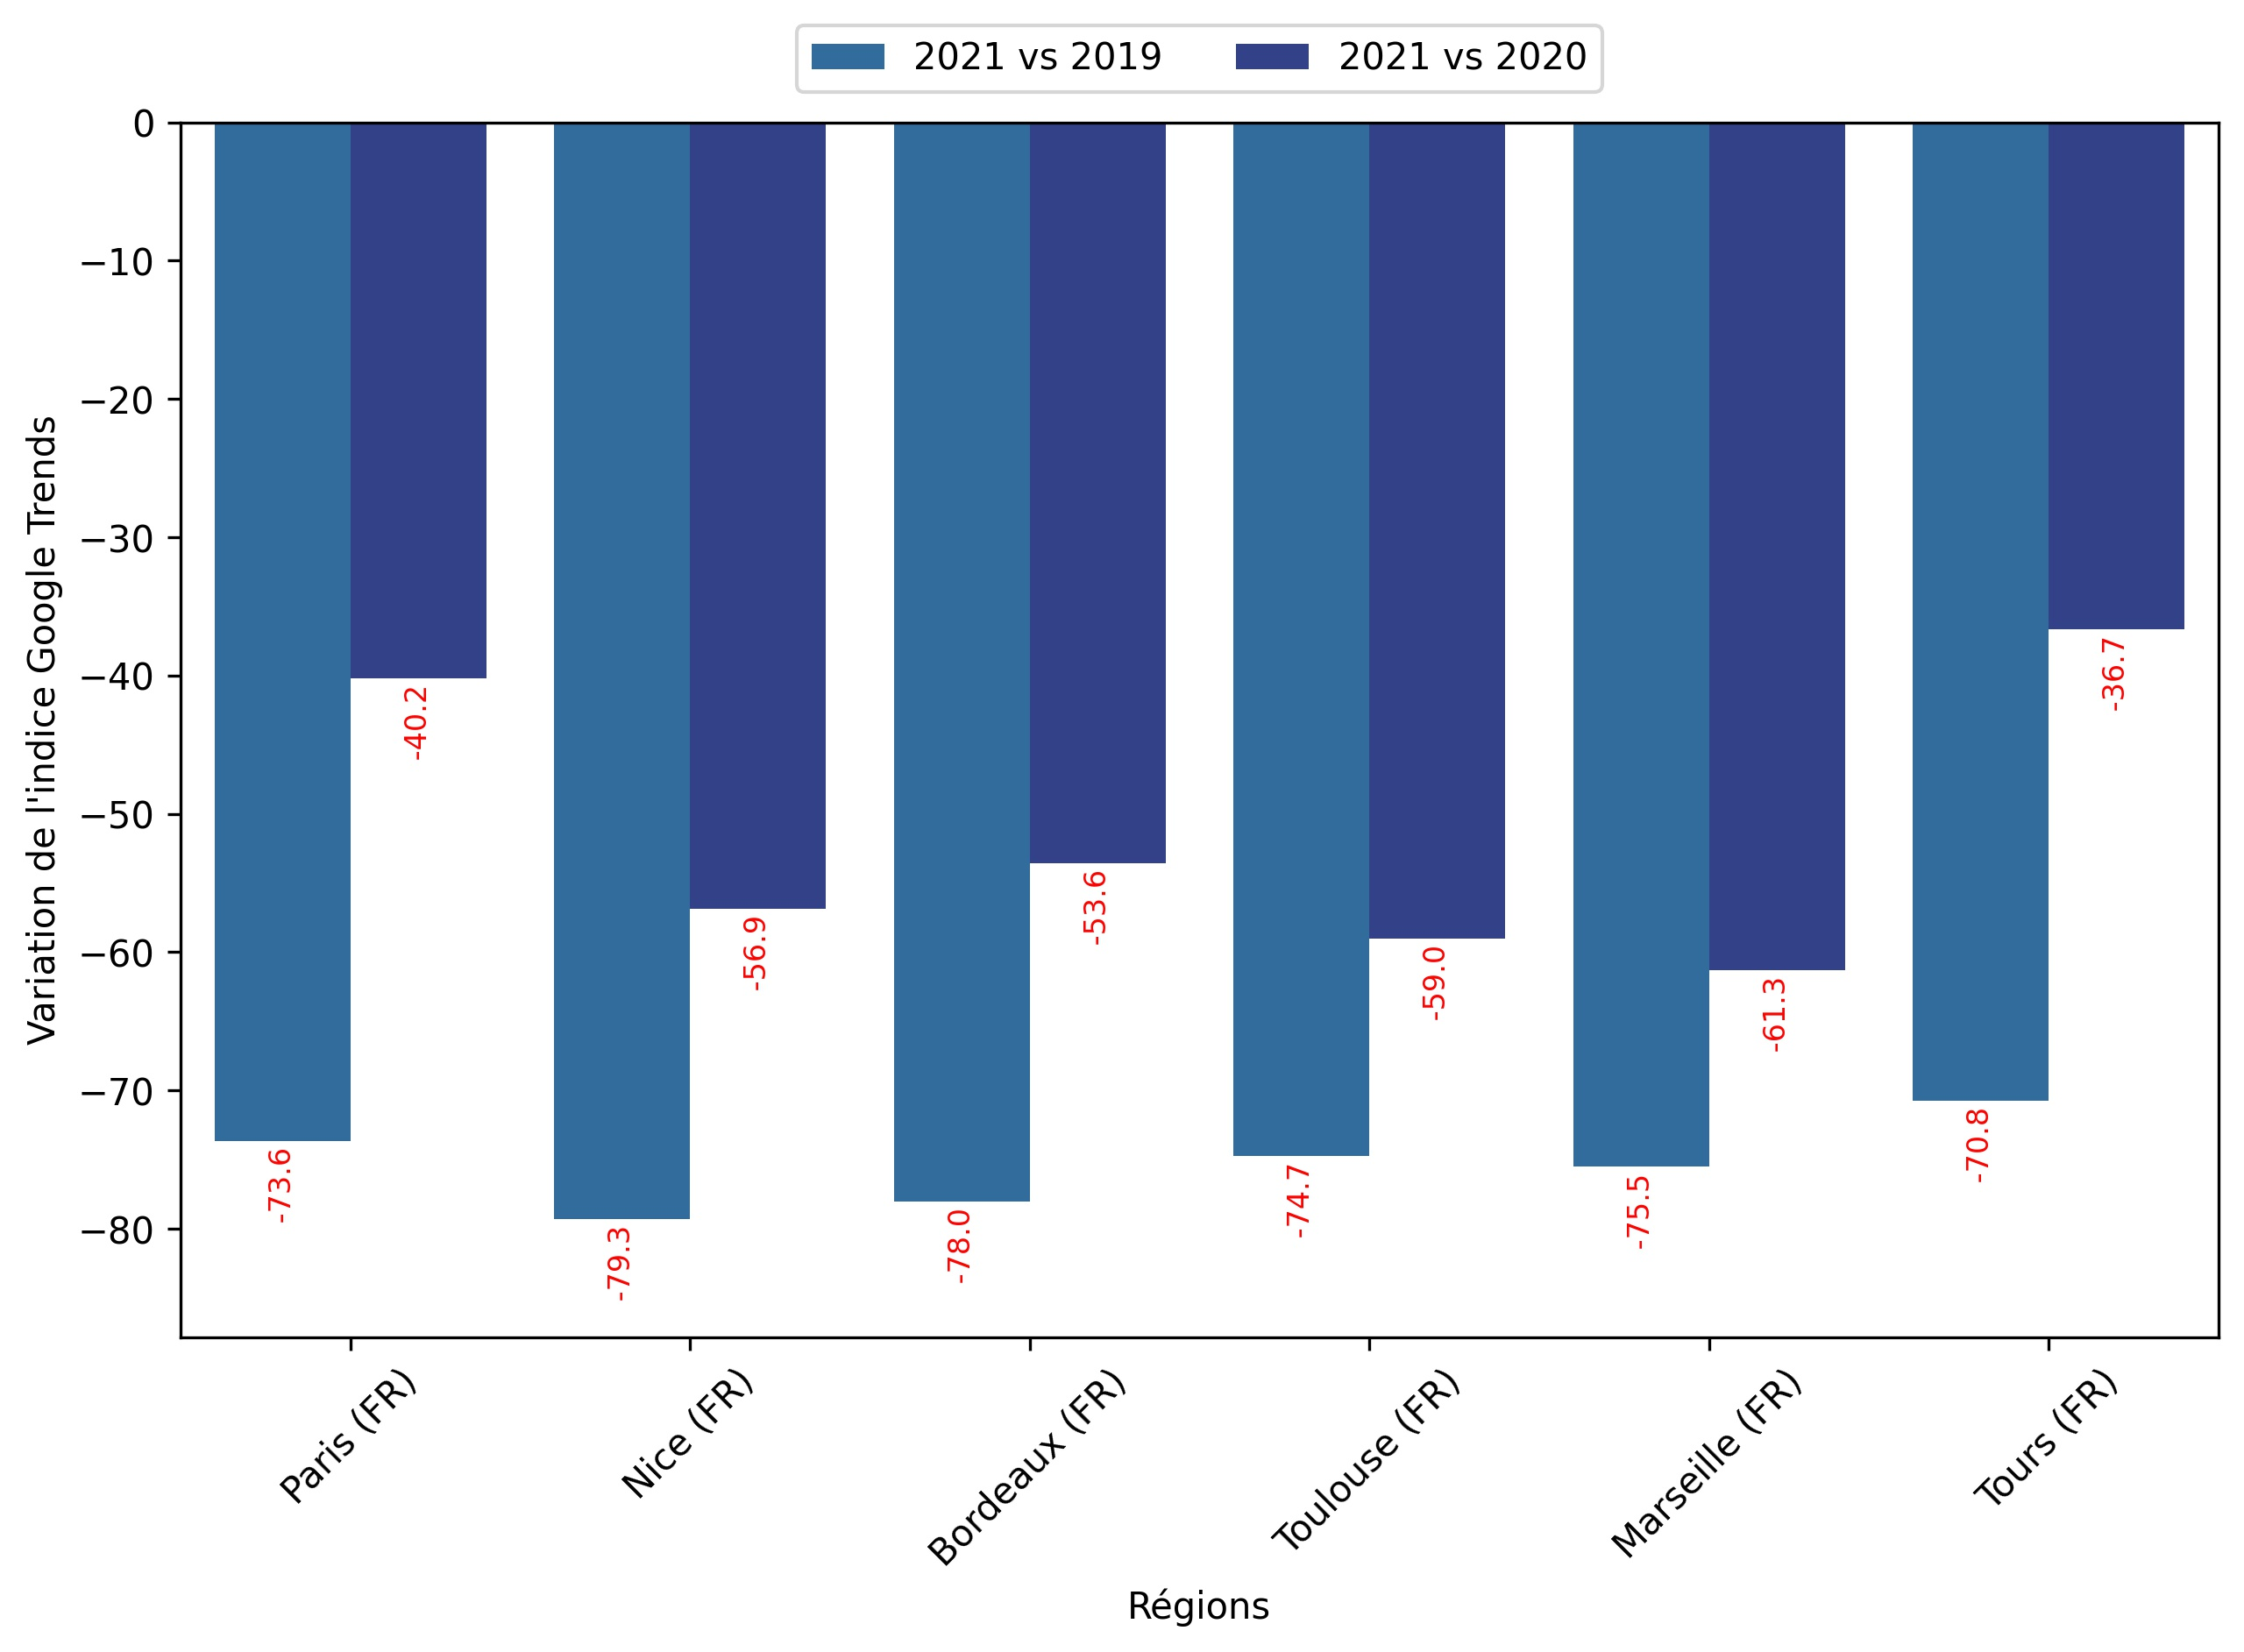 2021 vs 2019
2021 vs 2020
0
−10
−20
−30
−40
−50
−60
−70
−80
Variation de l'indice Google Trends
-73.6
-40.2
-79.3
-56.9
-78.0
-53.6
-74.7
-59.0
-75.5
-61.3
-70.8
-36.7
Paris (FR)
Nice (FR)
Bordeaux (FR)
Toulouse (FR)
Marseille (FR)
Tours (FR)
Régions